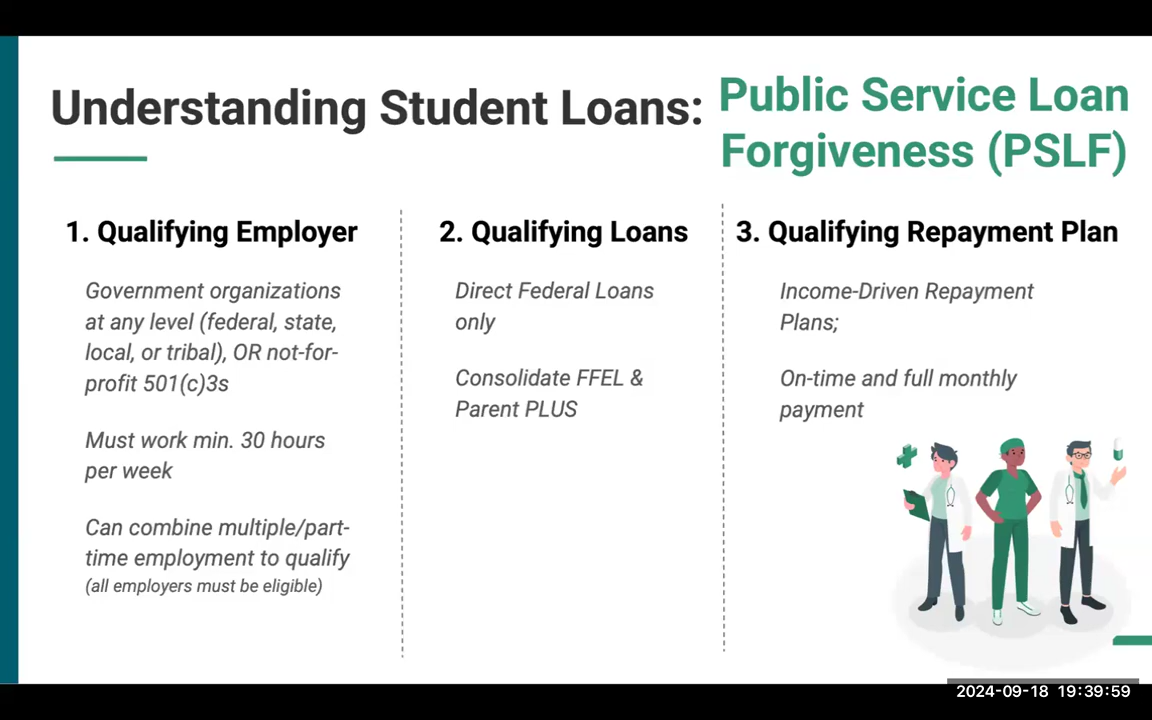 Understanding Student Loans:
Public Service Loan
Forgiveness (PSLF)
1. Qualifying Employer
Government organizations
at any level (federal, state,
local, or tribal), OR not-for-
profit 501(c)3s
Must work min. 30 hours
per week
Can combine multiple/part-
time employment to qualify
(all employers must be eligible)
2. Qualifying Loans
Direct Federal Loans
only
Consolidate FFEL &
Parent PLUS
3. Qualifying Repayment Plan
Income-Driven Repayment
Plans;
On-time and full monthly
payment
2024-09-18 19:39:59